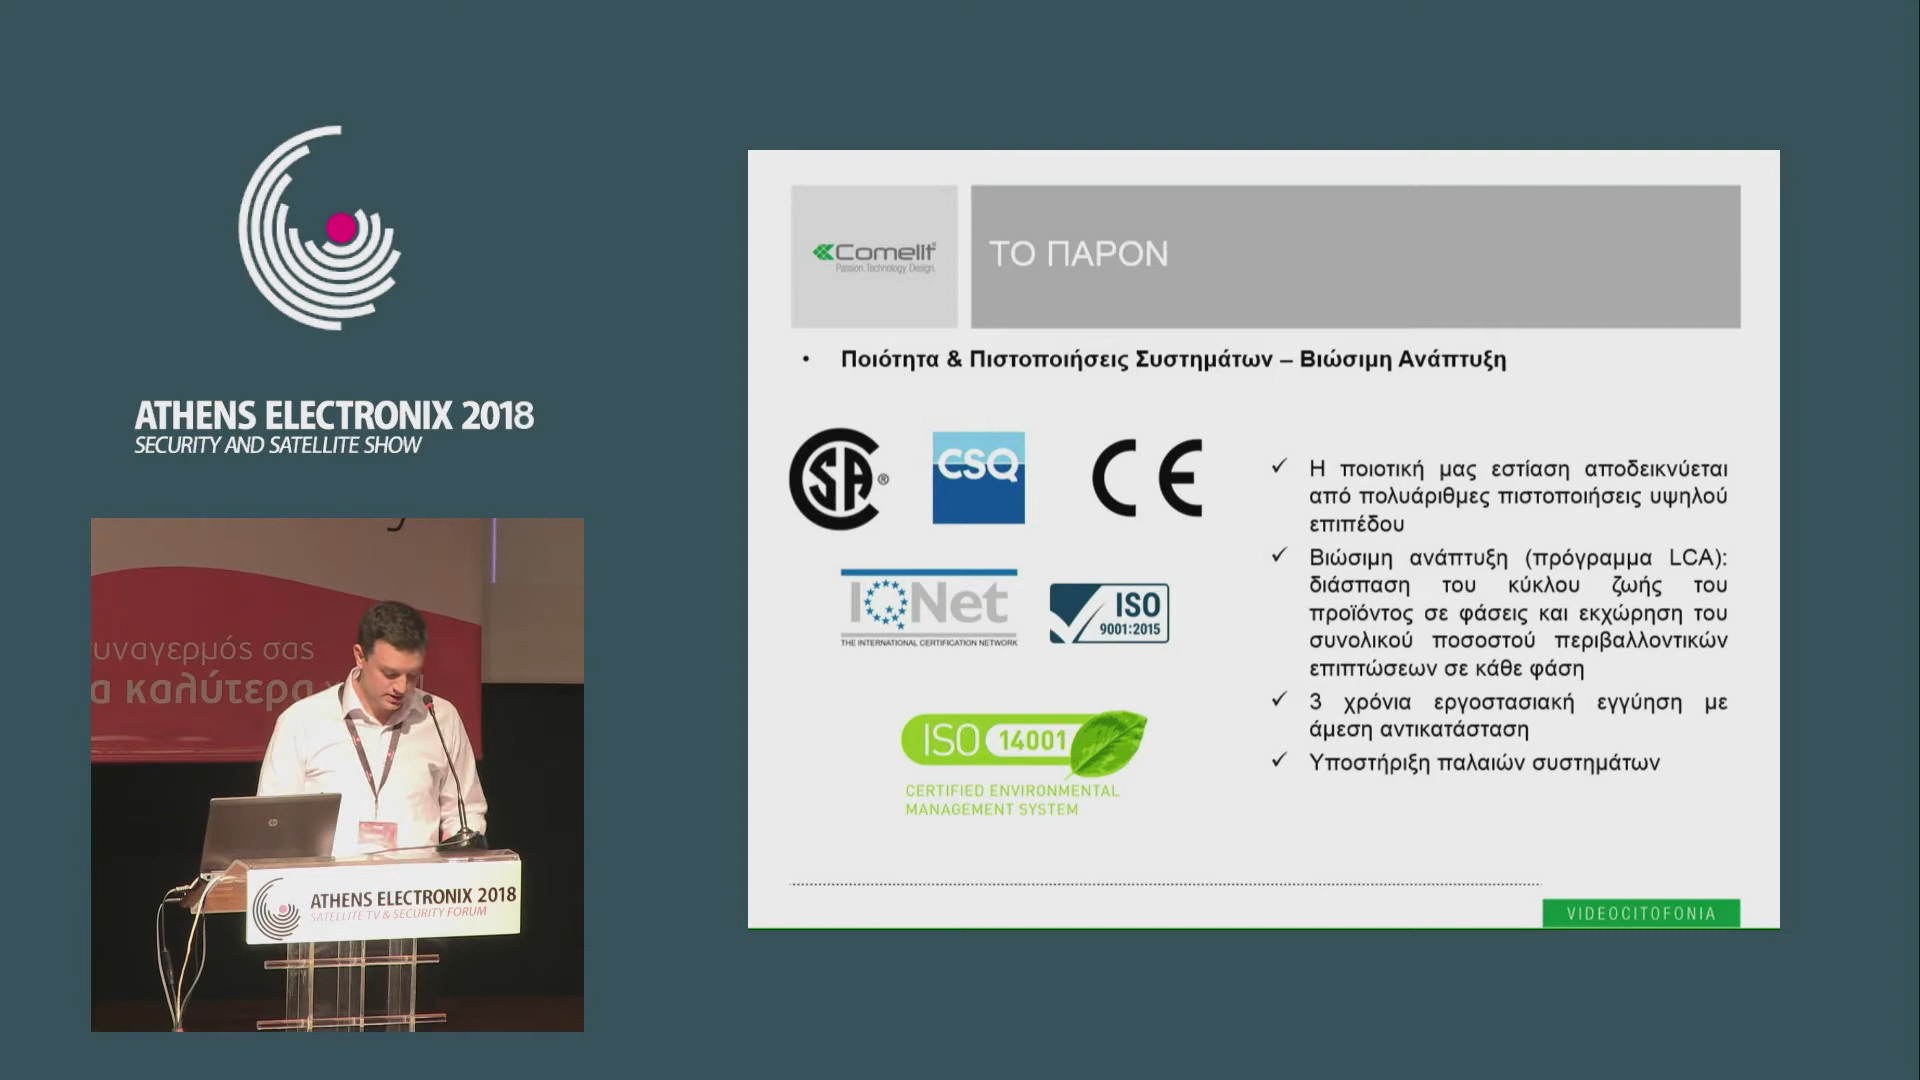 ATHENS ELECTRONIX 2018
SECURITY AND SATELLITE SHOW
υναγερμός σας
α καλύτερα
hp
ATHENS ELECTRONIX 2018
SATELLITE TV & SECURITY FORUM
Comelit®
Passion.Technology.Design.
ΤΟ ΠΑΡΟΝ
• Ποιότητα & Πιστοποιήσεις Συστημάτων – Βιώσιμη Ανάπτυξη
CSA®
CSQ
CE
IQNet
THE INTERNATIONAL CERTIFICATION NETWORK
ISO
9001:2015
ISO 14001
CERTIFIED ENVIRONMENTAL
MANAGEMENT SYSTEM
✓ Η ποιοτική μας εστίαση αποδεικνύεται
από πολυάριθμες πιστοποιήσεις υψηλού
επιπέδου
✓ Βιώσιμη ανάπτυξη (πρόγραμμα LCA):
διάσπαση του κύκλου ζωής του
προϊόντος σε φάσεις και εκχώρηση του
συνολικού ποσοστού περιβαλλοντικών
επιπτώσεων σε κάθε φάση
✓ 3 χρόνια εργοστασιακή εγγύηση με
άμεση αντικατάσταση
✓ Υποστήριξη παλαιών συστημάτων
VIDEOCITOFONIA